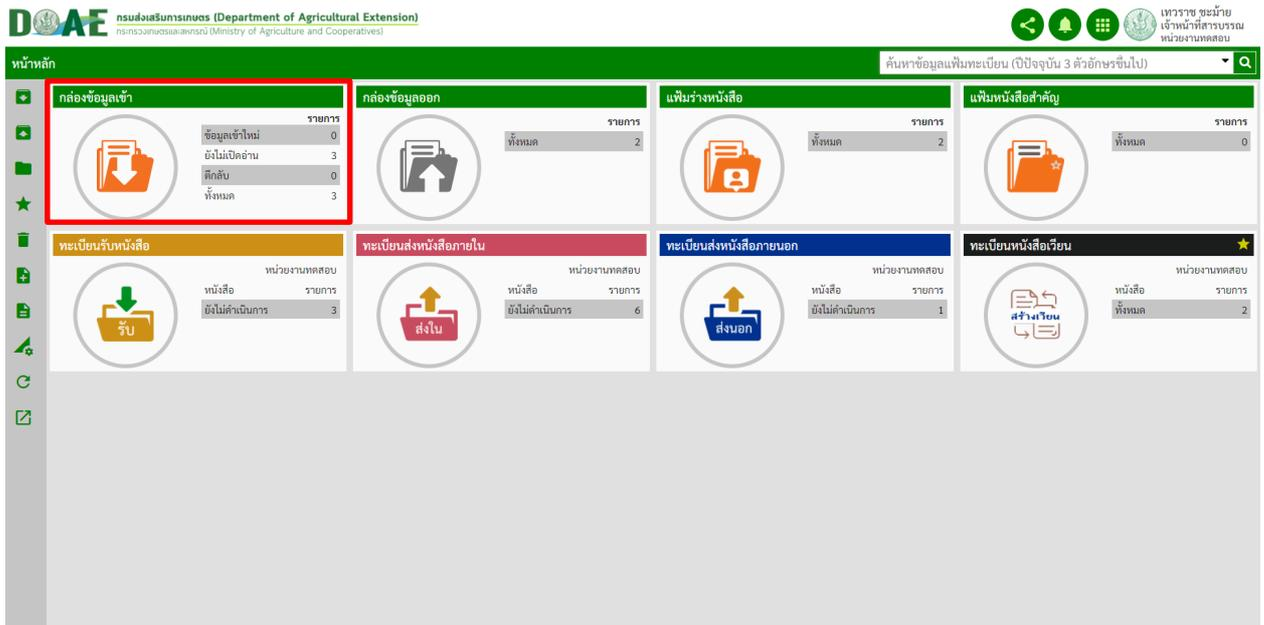 DOAE
กรมส่งเสริมการเกษตร (Department of Agricultural Extension)
กระทรวงเกษตรและสหกรณ์ (Ministry of Agriculture and Cooperatives)
เทวราช ชะม้าย
เจ้าหน้าที่สารบรรณ
หน่วยงานทดสอบ
หน้าหลัก
ค้นหาข้อมูลแฟ้มทะเบียน (ปีปัจจุบัน 3 ตัวอักษรขึ้นไป)
กล่องข้อมูลเข้า
รายการ
ข้อมูลเข้าใหม่ 0
ยังไม่เปิดอ่าน 3
ตีกลับ 0
ทั้งหมด 3
กล่องข้อมูลออก
รายการ
ทั้งหมด 2
แฟ้มร่างหนังสือ
รายการ
ทั้งหมด 2
แฟ้มหนังสือสำคัญ
รายการ
ทั้งหมด 0
ทะเบียนรับหนังสือ
รับ
หน่วยงานทดสอบ
หนังสือ รายการ
ยังไม่ดำเนินการ 3
ทะเบียนส่งหนังสือภายใน
ส่งใน
หน่วยงานทดสอบ
หนังสือ รายการ
ยังไม่ดำเนินการ 6
ทะเบียนส่งหนังสือภายนอก
ส่งนอก
หน่วยงานทดสอบ
หนังสือ รายการ
ยังไม่ดำเนินการ 1
ทะเบียนหนังสือเวียน
สร้างเวียน
หน่วยงานทดสอบ
หนังสือ รายการ
ทั้งหมด 2